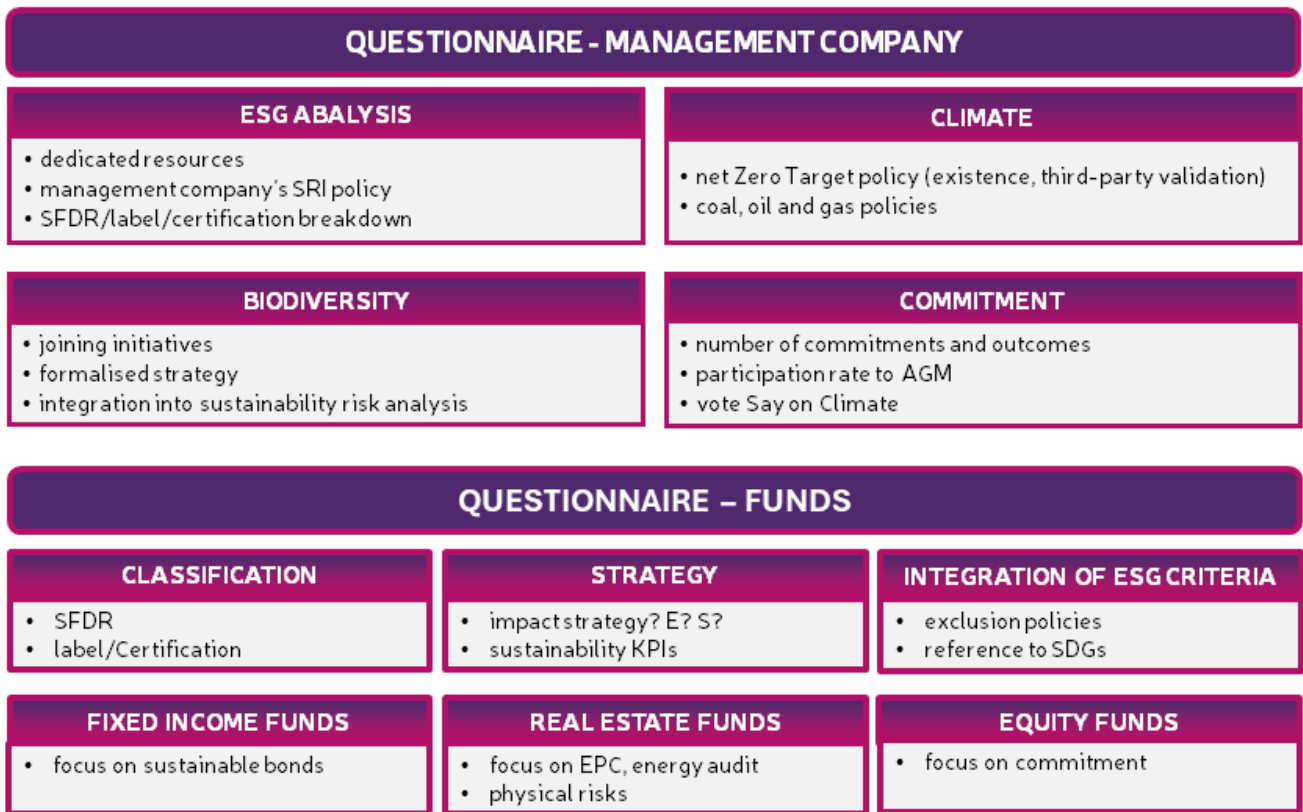 QUESTIONNAIRE - MANAGEMENT COMPANY
ESG ABALYSIS
• dedicated resources
• management company's SRI policy
• SFDR/label/certification breakdown
CLIMATE
• net Zero Target policy (existence, third-party validation)
• coal, oil and gas policies
BIODIVERSITY
• joining initiatives
• formalised strategy
• integration into sustainability risk analysis
COMMITMENT
• number of commitments and outcomes
• participation rate to AGM
• vote Say on Climate
QUESTIONNAIRE – FUNDS
CLASSIFICATION
• SFDR
• label/Certification
STRATEGY
• impact strategy? E? S?
• sustainability KPIs
INTEGRATION OF ESG CRITERIA
• exclusion policies
• reference to SDGs
FIXED INCOME FUNDS
• focus on sustainable bonds
REAL ESTATE FUNDS
• focus on EPC, energy audit
• physical risks
EQUITY FUNDS
• focus on commitment